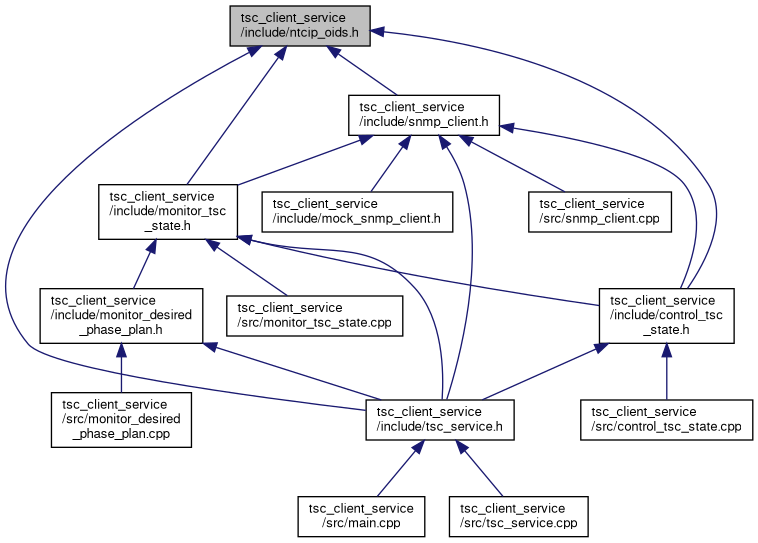 tsc_client_service
/include/ntcip_oids.h
tsc_client_service
/include/snmp_client.h
tsc_client_service
/include/monitor_tsc
_state.h
tsc_client_service
/include/mock_snmp_client.h
tsc_client_service
/src/snmp_client.cpp
tsc_client_service
/include/monitor_desired
_phase_plan.h
tsc_client_service
/src/monitor_tsc_state.cpp
tsc_client_service
/include/control_tsc
_state.h
tsc_client_service
/src/monitor_desired
_phase_plan.cpp
tsc_client_service
/include/tsc_service.h
tsc_client_service
/src/control_tsc_state.cpp
tsc_client_service
/src/main.cpp
tsc_client_service
/src/tsc_service.cpp